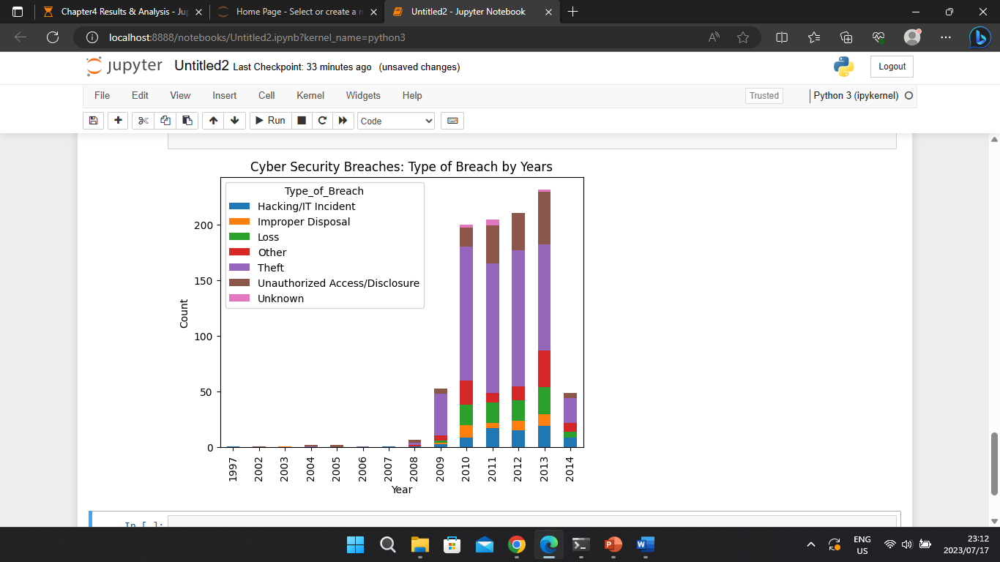 Chapter4 Results & Analysis - Ju
Home Page - Select or create a n
Untitled2 - Jupyter Notebook
localhost:8888/notebooks/Untitled2.ipynb?kernel_name=python3
jupyter Untitled2 Last Checkpoint: 33 minutes ago (unsaved changes)
Logout
File Edit View Insert Cell Kernel Widgets Help
Trusted
Python 3 (ipykernel)
Run
Code
Cyber Security Breaches: Type of Breach by Years
Type_of_Breach
Hacking/IT Incident
Improper Disposal
Loss
Other
Theft
Unauthorized Access/Disclosure
Unknown
200
150
100
50
0
Count
1997 2002 2003 2004 2005 2006 2007 2008 2009 2010 2011 2012 2013 2014
Year
In [ ]:
ENG
US
23:12
2023/07/17